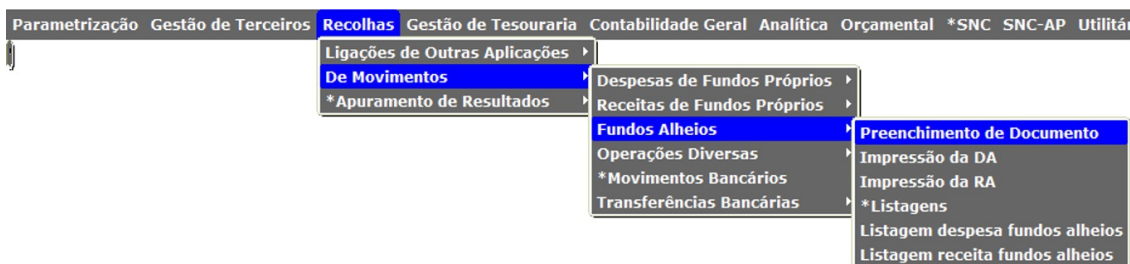 Parametrização Gestão de Terceiros Recolhas Gestão de Tesouraria Contabilidade Geral Analítica Orçamental *SNC SNC-AP
Ligações de Outras Aplicações
De Movimentos
*Apuramento de Resultados
Despesas de Fundos Próprios
Receitas de Fundos Próprios
Fundos Alheios
Operações Diversas
*Movimentos Bancários
Transferências Bancárias
Preenchimento de Documento
Impressão da DA
Impressão da RA
*Listagens
Listagem despesa fundos alheios
Listagem receita fundos alheios